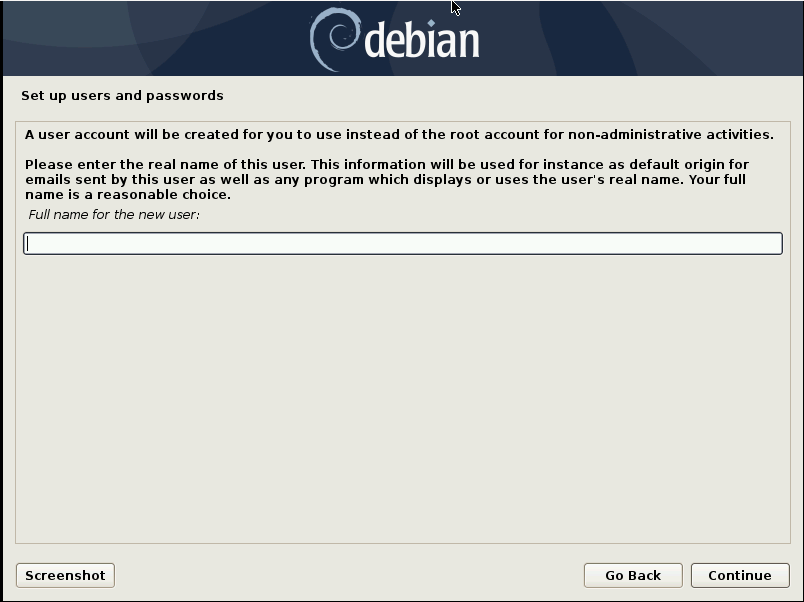 debian
Set up users and passwords
A user account will be created for you to use instead of the root account for non-administrative activities.
Please enter the real name of this user. This information will be used for instance as default origin for
emails sent by this user as well as any program which displays or uses the user's real name. Your full
name is a reasonable choice.
Full name for the new user:
Screenshot
Go Back
Continue